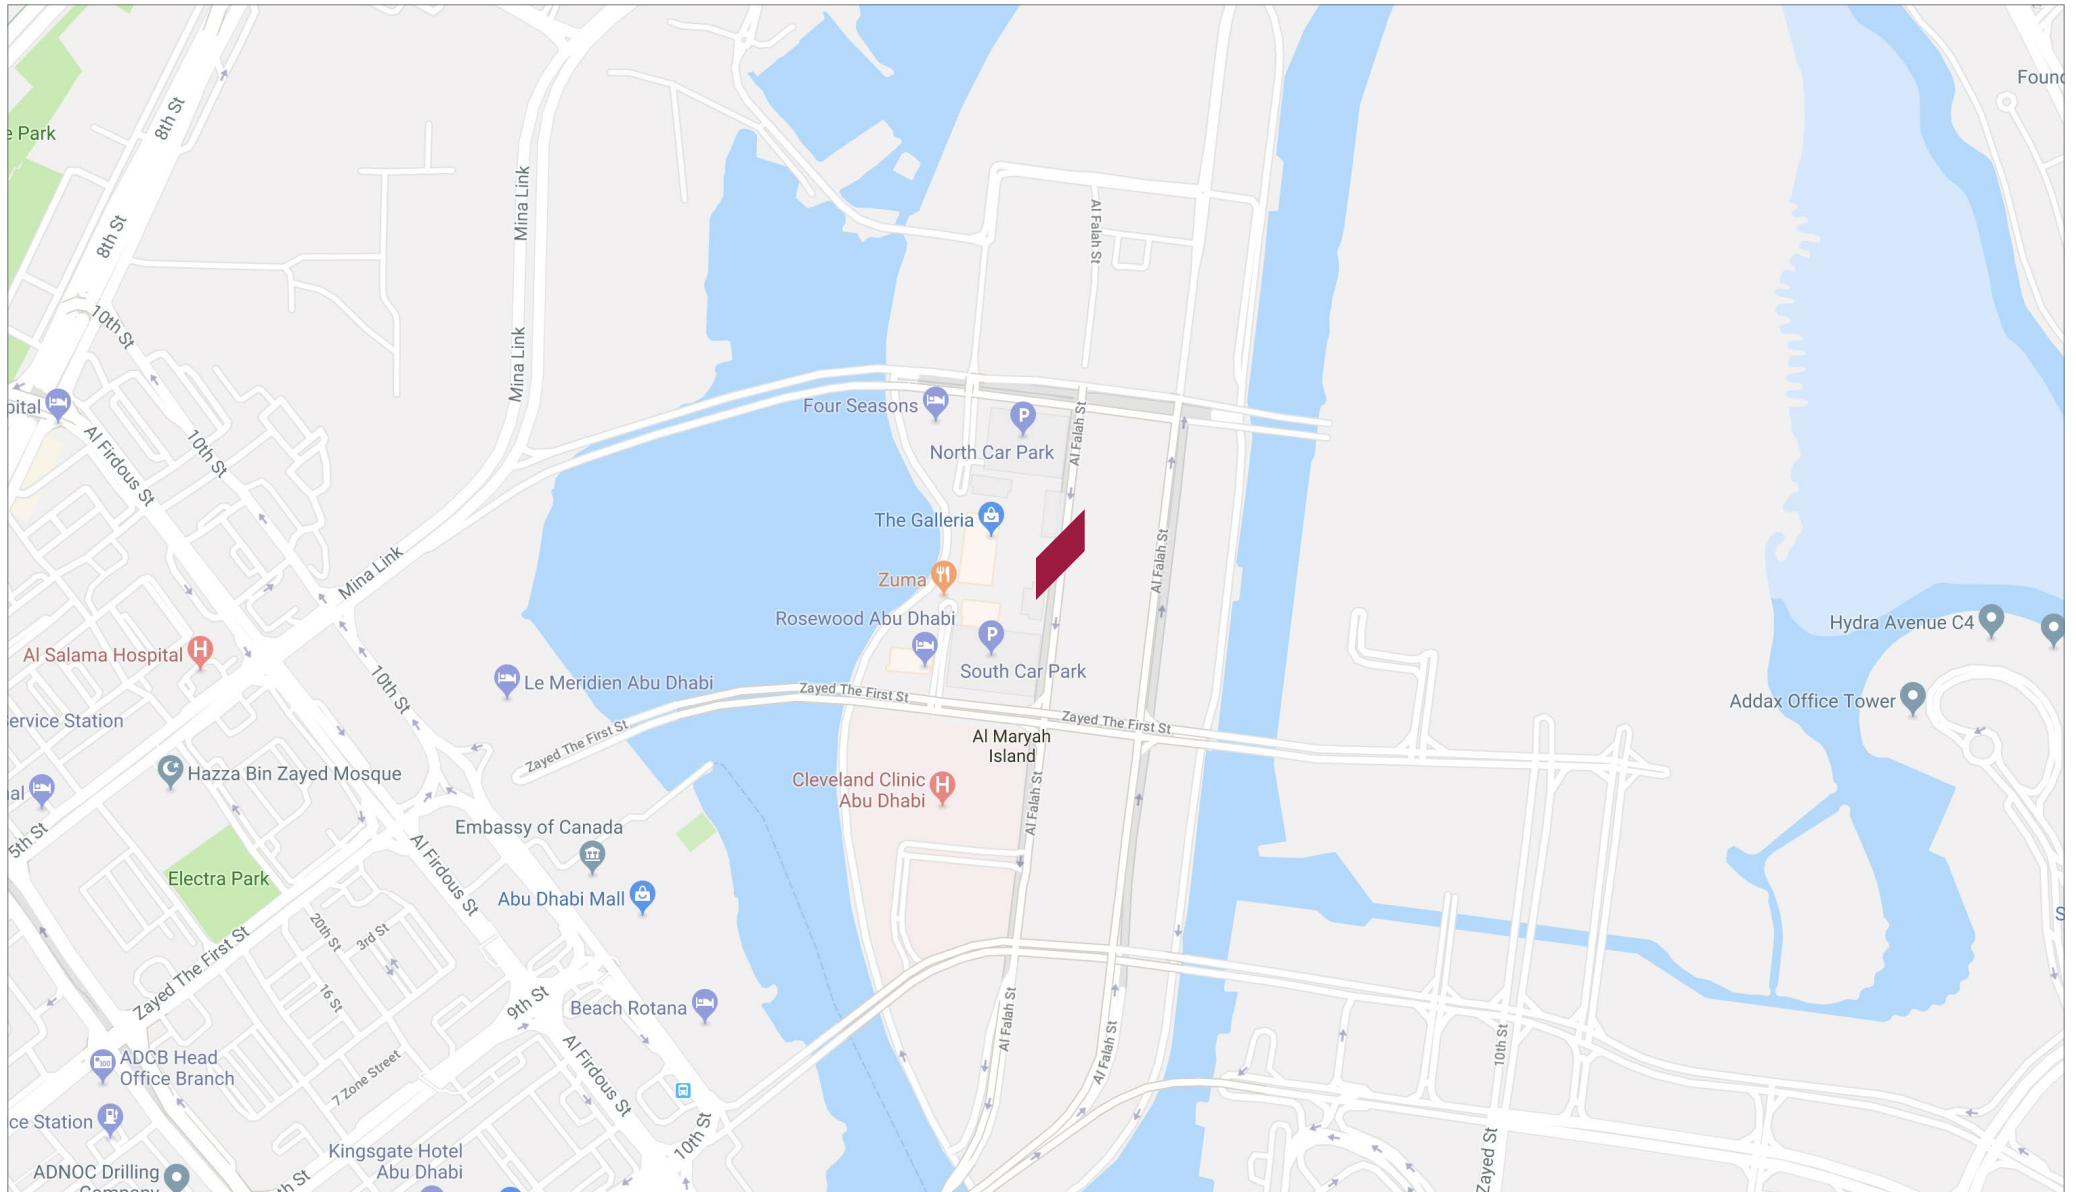 Found
e Park
8th St
8th St
Mina Link
Al Falah St
10th St
Mina Link
Four Seasons
P
North Car Park
Al Falah St
pital
Al Firdous St
10th St
The Galleria
Al Falah St
Mina Link
Zuma
Rosewood Abu Dhabi
P
South Car Park
Hydra Avenue C4
Al Salama Hospital
H
10th St
Le Meridien Abu Dhabi
Zayed The First St
Addax Office Tower
ervice Station
Zayed The First St
Zayed The First St
Al Maryah
Island
Hazza Bin Zayed Mosque
al
Cleveland Clinic
Abu Dhabi
H
Al Falah St
5th St
Embassy of Canada
Al Firdous St
Electra Park
Abu Dhabi Mall
S
20th St
3rd St
Zayed The First St
16 St
9th St
Beach Rotana
Al Falah St
Al Falah St
10th St
ADCB Head
Office Branch
Al Firdous St
7 Zone Street
ce Station
10th St
Kingsgate Hotel
Abu Dhabi
Zayed St
ADNOC Drilling
Company
th St